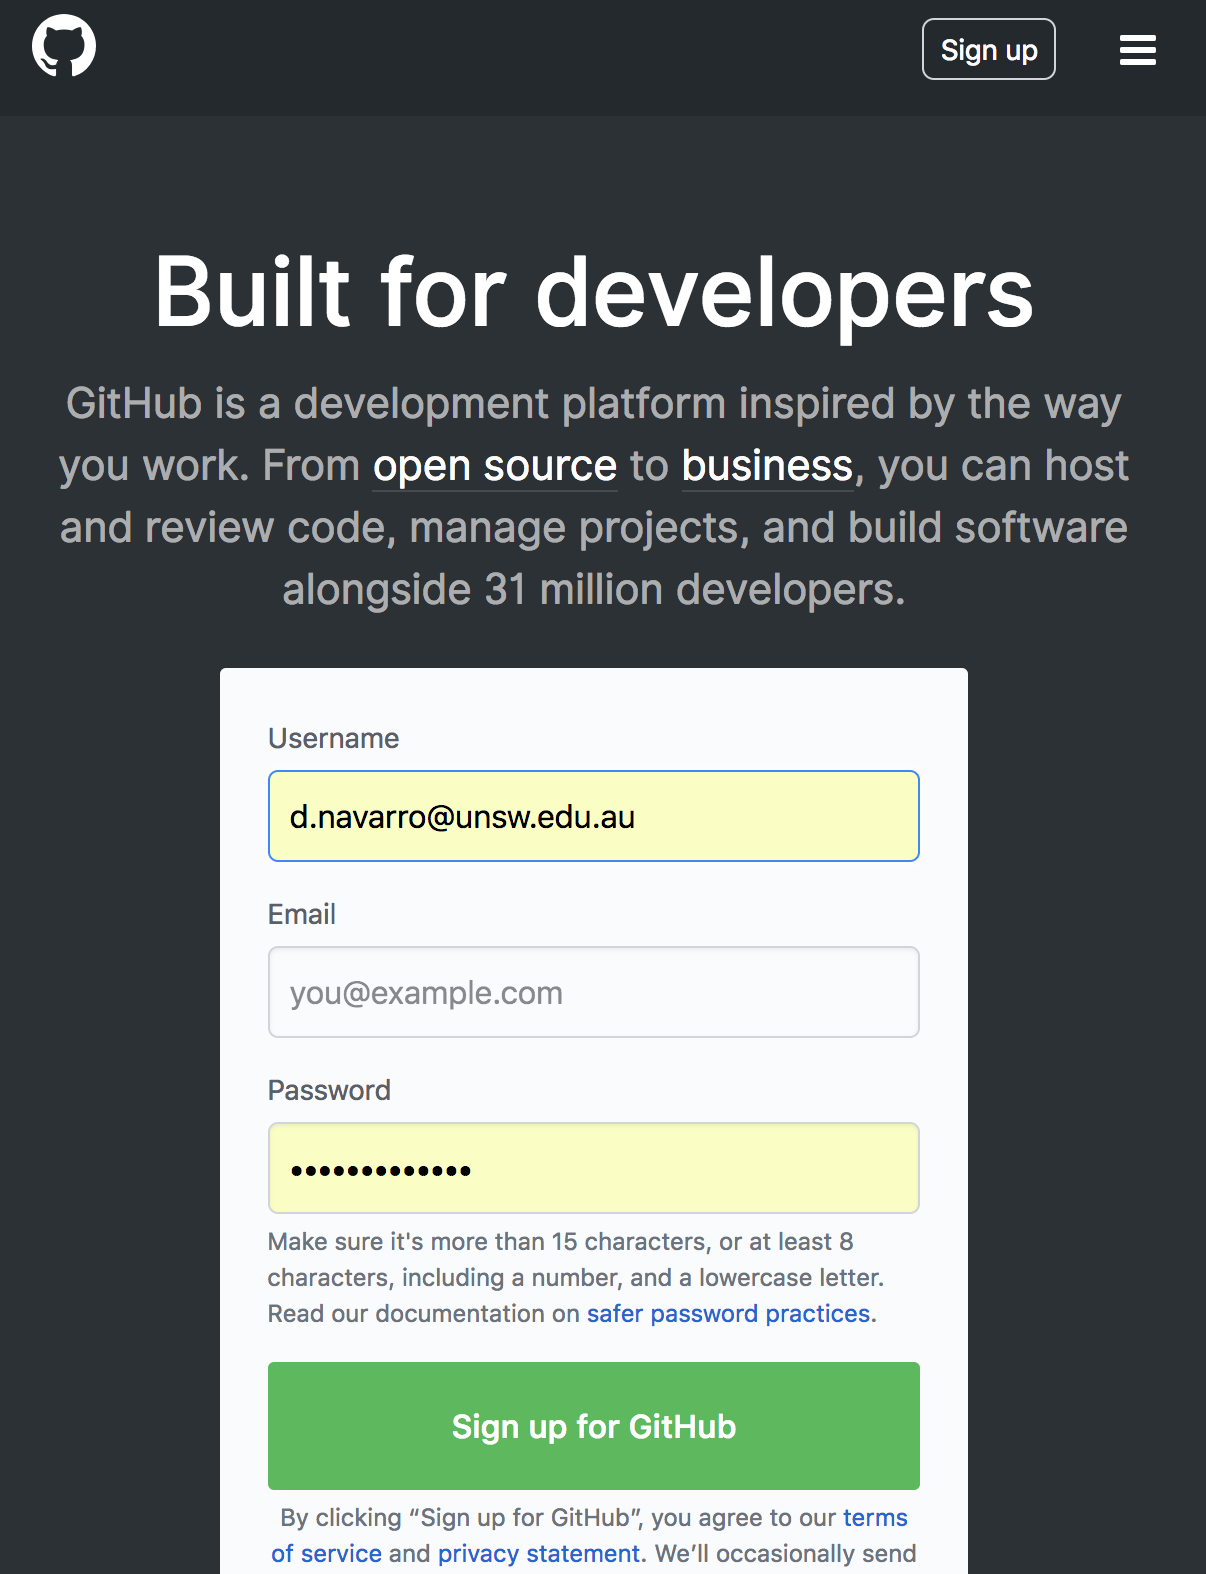 Sign up
Built for developers
GitHub is a development platform inspired by the way
you work. From open source to business, you can host
and review code, manage projects, and build software
alongside 31 million developers.
Username
d.navarro@unsw.edu.au
Email
you@example.com
Password
•••••••••••••
Make sure it's more than 15 characters, or at least 8
characters, including a number, and a lowercase letter.
Read our documentation on safer password practices.
Sign up for GitHub
By clicking “Sign up for GitHub”, you agree to our terms
of service and privacy statement. We’ll occasionally send